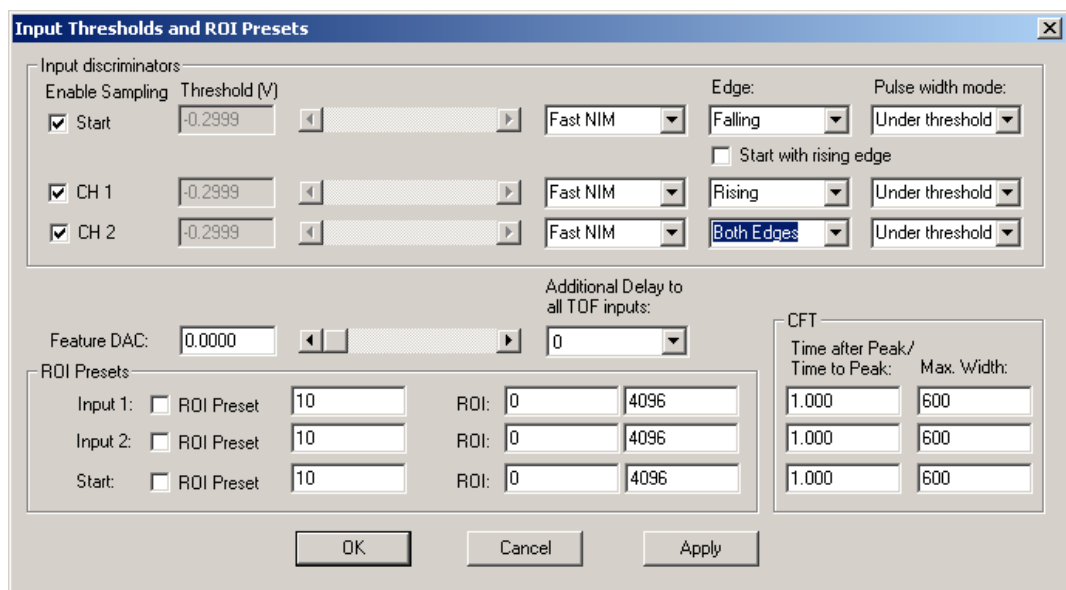 Input Thresholds and ROI Presets
Input discriminators
Enable Sampling Threshold (V) Edge: Pulse width mode:
Start -0.2999 Fast NIM Falling Under threshold
Start with rising edge
CH 1 -0.2999 Fast NIM Rising Under threshold
CH 2 -0.2999 Fast NIM Both Edges Under threshold
Additional Delay to
all TOF inputs:
Feature DAC: 0.0000 0
CFT
Time after Peak/
Time to Peak: Max. Width:
ROI Presets
Input 1: ROI Preset 10 ROI: 0 4096 1.000 600
Input 2: ROI Preset 10 ROI: 0 4096 1.000 600
Start: ROI Preset 10 ROI: 0 4096 1.000 600
OK Cancel Apply